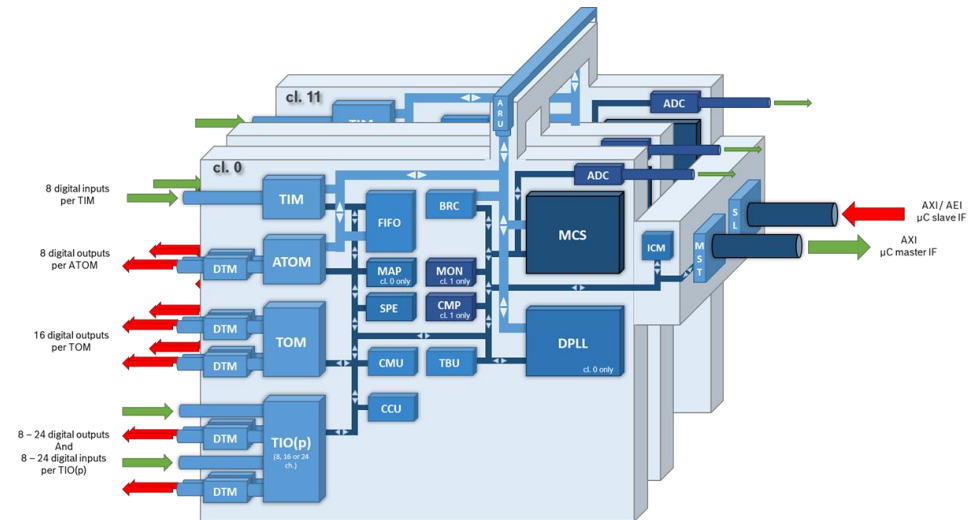 cl. 11
TIM
ADC
ARU
cl. 0
ADC
8 digital inputs
per TIM
TIM
FIFO
BRC
MCS
AXI/ AEI
µC slave IF
SL
AXI
µC master IF
MST
ICM
8 digital outputs
per ATOM
DTM
ATOM
MAP
cl. 0 only
MON
cl. 1 only
SPE
CMP
cl. 1 only
16 digital outputs
per TOM
DTM
DTM
TOM
DPLL
cl. 0 only
CMU
TBU
CCU
8 – 24 digital outputs
And
8 – 24 digital inputs
per TIO(p)
DTM
DTM
TIO(p)
(8, 16 or 24
ch.)